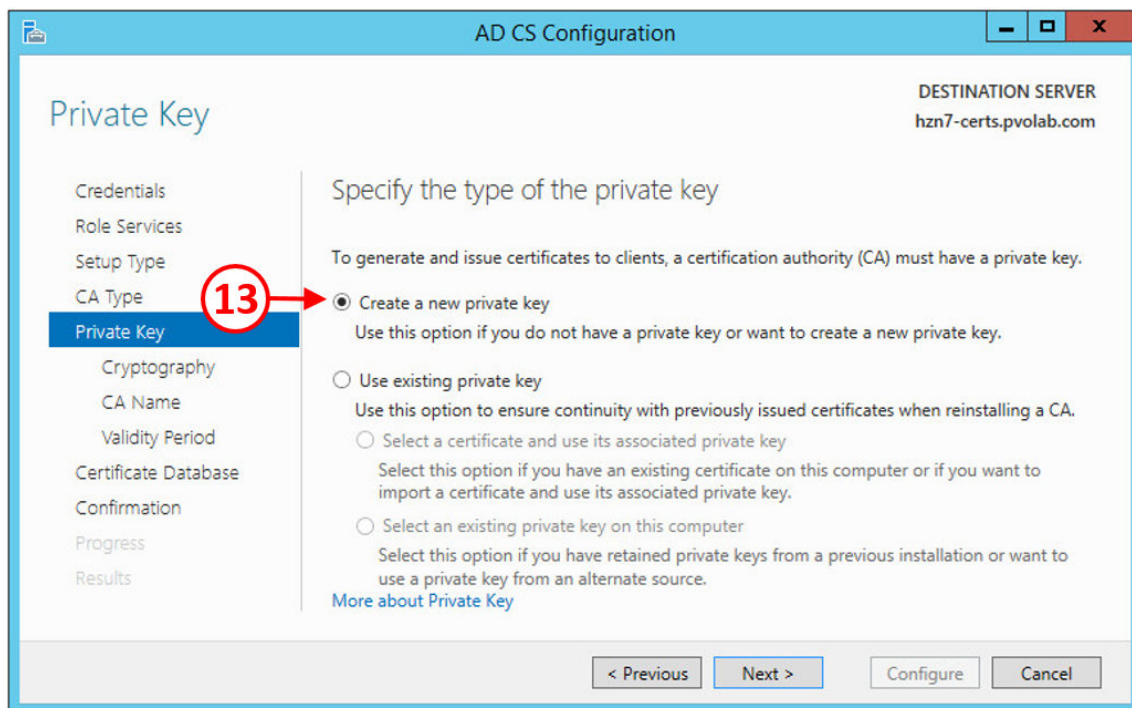 AD CS Configuration
DESTINATION SERVER
hzn7-certs.pvolab.com
Private Key
Credentials
Role Services
Setup Type
CA Type
Private Key
Cryptography
CA Name
Validity Period
Certificate Database
Confirmation
Progress
Results
Specify the type of the private key
To generate and issue certificates to clients, a certification authority (CA) must have a private key.
13
Create a new private key
Use this option if you do not have a private key or want to create a new private key.
Use existing private key
Use this option to ensure continuity with previously issued certificates when reinstalling a CA.
Select a certificate and use its associated private key
Select this option if you have an existing certificate on this computer or if you want to
import a certificate and use its associated private key.
Select an existing private key on this computer
Select this option if you have retained private keys from a previous installation or want to
use a private key from an alternate source.
More about Private Key
< Previous
Next >
Configure
Cancel